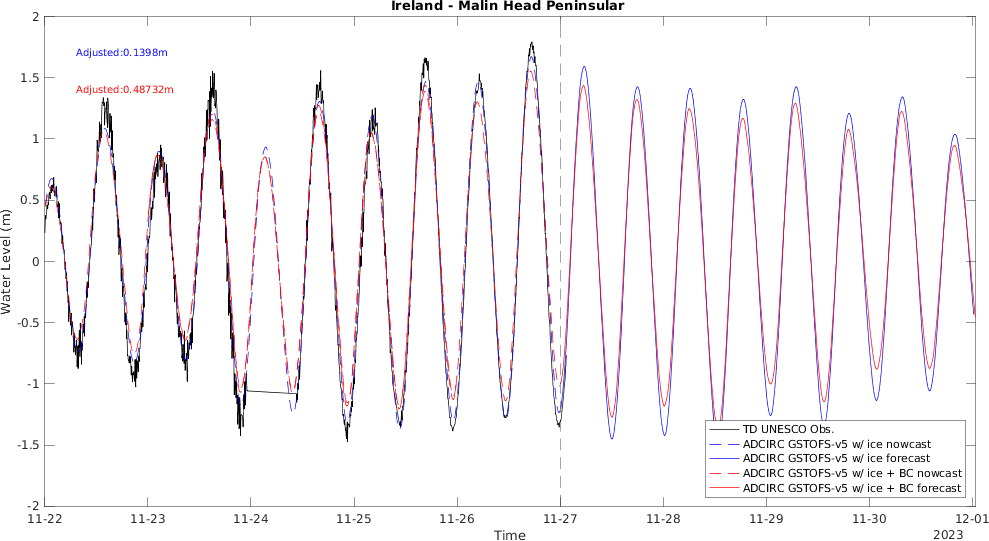 Ireland - Malin Head Peninsular
2
Adjusted:0.1398m
1.5
Adjusted:0.48732m
1
0.5
0
-0.5
-1
-1.5
-2
Water Level (m)
TD UNESCO Obs.
ADCIRC GSTOFS-v5 w/ ice nowcast
ADCIRC GSTOFS-v5 w/ ice forecast
ADCIRC GSTOFS-v5 w/ice + BC nowcast
ADCIRC GSTOFS-v5 w/ice + BC forecast
11-22 11-23 11-24 11-25 11-26 11-27 11-28 11-29 11-30 12-01
Time
2023